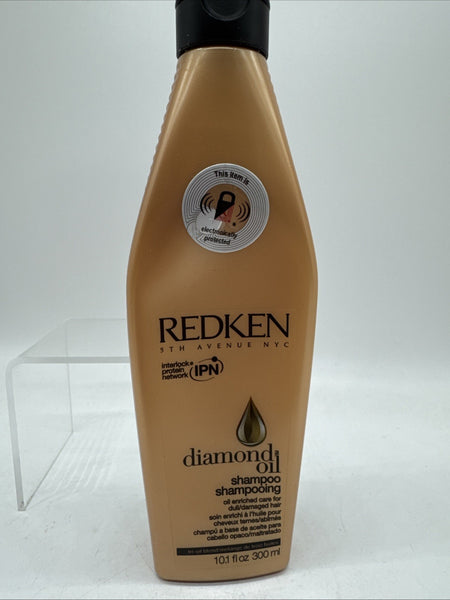 This item is
electronically
protected
REDKEN
5TH AVENUE NYC
interlock
protein
network
IPN
diamond
oil
shampoo
shampooing
oil enriched care for
dull/damaged hair
soin enrichi à l'huile pour
cheveux ternes/abîmés
champú a base de aceite para
cabello opaco/maltratado
10.1 fl oz 300 ml